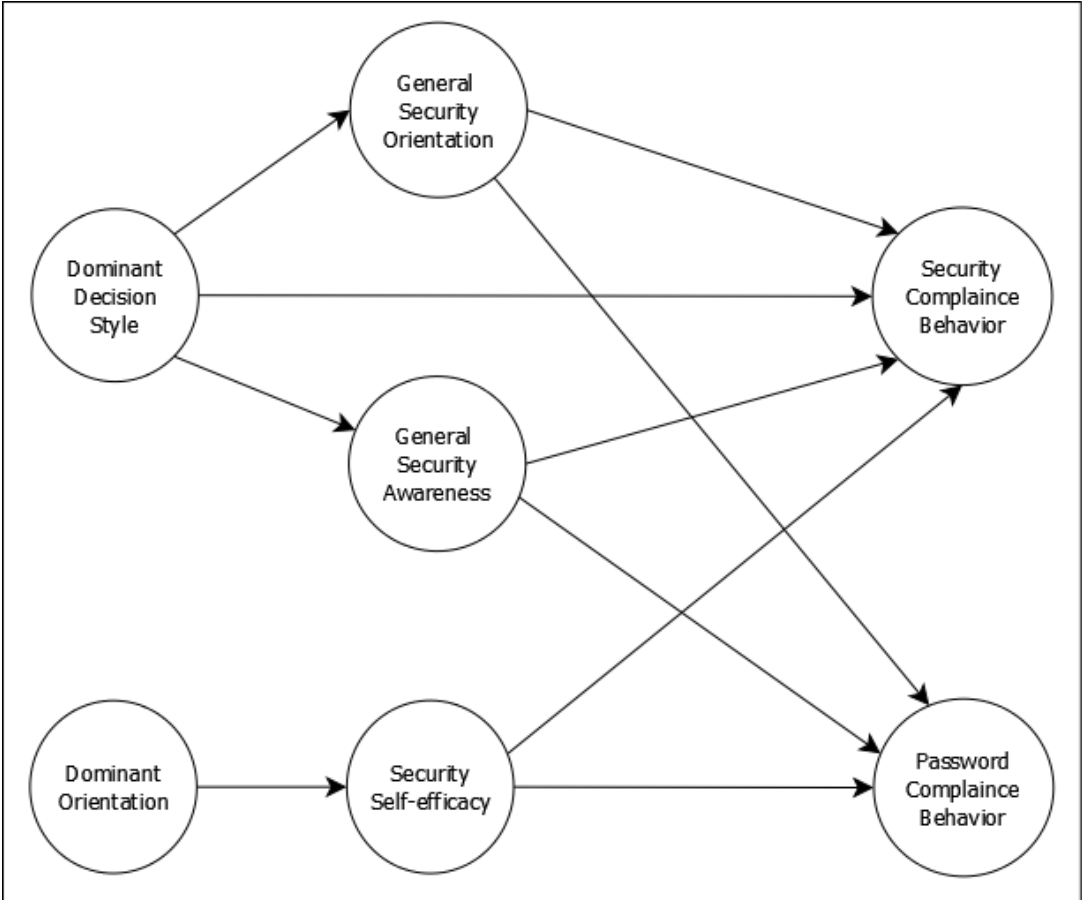 General
Security
Orientation
Dominant
Decision
Style
Security
Complaince
Behavior
General
Security
Awareness
Dominant
Orientation
Security
Self-efficacy
Password
Complaince
Behavior